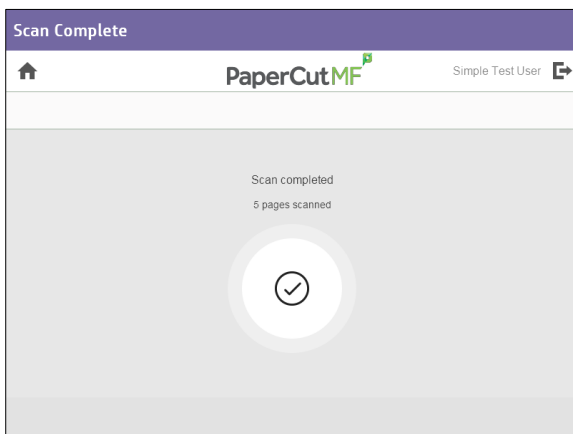 Scan Complete
PaperCutMF
Simple Test User
Scan completed
5 pages scanned